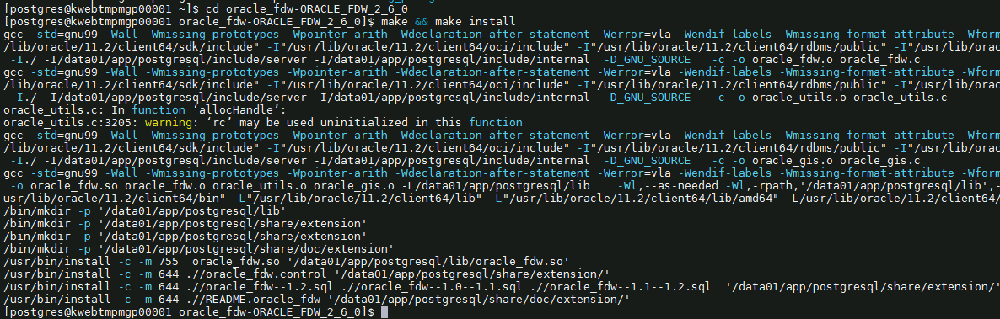 [postgres@kwebtmpmgp00001 ~]$ cd oracle_fdw-ORACLE_FDW_2_6_0
[postgres@kwebtmpmgp00001 oracle_fdw-ORACLE_FDW_2_6_0]$ make && make install
gcc -std=gnu99 -Wall -Wmissing-prototypes -Wpointer-arith -Wdeclaration-after-statement -Werror=vla -Wendif-labels -Wmissing-format-attribute -Wform
/lib/oracle/11.2/client64/sdk/include" -I"/usr/lib/oracle/11.2/client64/oci/include" -I"/usr/lib/oracle/11.2/client64/rdbms/public" -I"/usr/lib/orac
 -I./ -I/data01/app/postgresql/include/server -I/data01/app/postgresql/include/internal  -D_GNU_SOURCE   -c -o oracle_fdw.o oracle_fdw.c
gcc -std=gnu99 -Wall -Wmissing-prototypes -Wpointer-arith -Wdeclaration-after-statement -Werror=vla -Wendif-labels -Wmissing-format-attribute -Wform
/lib/oracle/11.2/client64/sdk/include" -I"/usr/lib/oracle/11.2/client64/oci/include" -I"/usr/lib/oracle/11.2/client64/rdbms/public" -I"/usr/lib/orac
 -I./ -I/data01/app/postgresql/include/server -I/data01/app/postgresql/include/internal  -D_GNU_SOURCE   -c -o oracle_utils.o oracle_utils.c
oracle_utils.c: In function ‘allocHandle’:
oracle_utils.c:3205: warning: ‘rc’ may be used uninitialized in this function
gcc -std=gnu99 -Wall -Wmissing-prototypes -Wpointer-arith -Wdeclaration-after-statement -Werror=vla -Wendif-labels -Wmissing-format-attribute -Wform
/lib/oracle/11.2/client64/sdk/include" -I"/usr/lib/oracle/11.2/client64/oci/include" -I"/usr/lib/oracle/11.2/client64/rdbms/public" -I"/usr/lib/orac
 -I./ -I/data01/app/postgresql/include/server -I/data01/app/postgresql/include/internal  -D_GNU_SOURCE   -c -o oracle_gis.o oracle_gis.c
gcc -std=gnu99 -Wall -Wmissing-prototypes -Wpointer-arith -Wdeclaration-after-statement -Werror=vla -Wendif-labels -Wmissing-format-attribute -Wform
 -o oracle_fdw.so oracle_fdw.o oracle_utils.o oracle_gis.o -L/data01/app/postgresql/lib    -Wl,--as-needed -Wl,-rpath,'/data01/app/postgresql/lib',-
usr/lib/oracle/11.2/client64/bin" -L"/usr/lib/oracle/11.2/client64/lib" -L"/usr/lib/oracle/11.2/client64/lib/amd64" -L/usr/lib/oracle/11.2/client64/
/bin/mkdir -p '/data01/app/postgresql/lib'
/bin/mkdir -p '/data01/app/postgresql/share/extension'
/bin/mkdir -p '/data01/app/postgresql/share/extension'
/bin/mkdir -p '/data01/app/postgresql/share/doc/extension'
/usr/bin/install -c -m 755  oracle_fdw.so '/data01/app/postgresql/lib/oracle_fdw.so'
/usr/bin/install -c -m 644 .//oracle_fdw.control '/data01/app/postgresql/share/extension/'
/usr/bin/install -c -m 644 .//oracle_fdw--1.2.sql .//oracle_fdw--1.0--1.1.sql .//oracle_fdw--1.1--1.2.sql  '/data01/app/postgresql/share/extension/'
/usr/bin/install -c -m 644 .//README.oracle_fdw '/data01/app/postgresql/share/doc/extension/'
[postgres@kwebtmpmgp00001 oracle_fdw-ORACLE_FDW_2_6_0]$